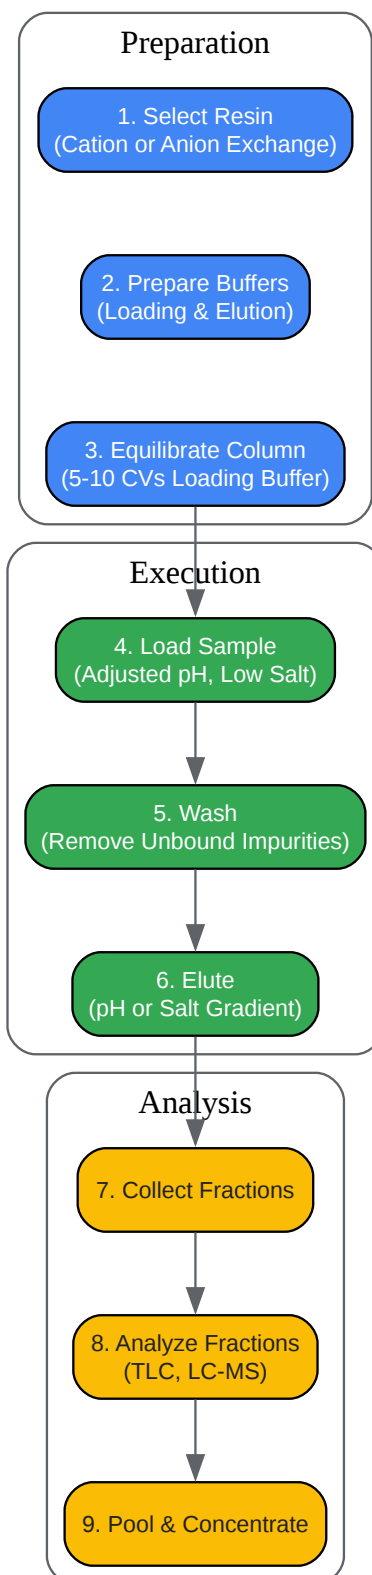 Preparation
1. Select Resin
(Cation or Anion Exchange)
2. Prepare Buffers
(Loading & Elution)
3. Equilibrate Column
(5-10 CVs Loading Buffer)
Execution
4. Load Sample
(Adjusted pH, Low Salt)
5. Wash
(Remove Unbound Impurities)
6. Elute
(pH or Salt Gradient)
Analysis
7. Collect Fractions
8. Analyze Fractions
(TLC, LC-MS)
9. Pool & Concentrate